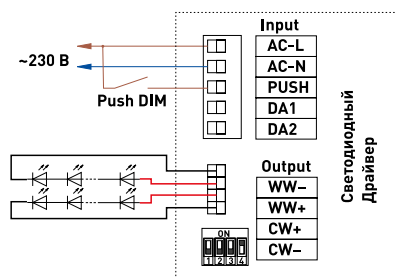 Input
AC-L
AC-N
PUSH
DA1
DA2
~230 В
Push DIM
Output
WW-
WW+
CW+
CW-
ON
1 2 3 4
Светодиодный
Драйвер